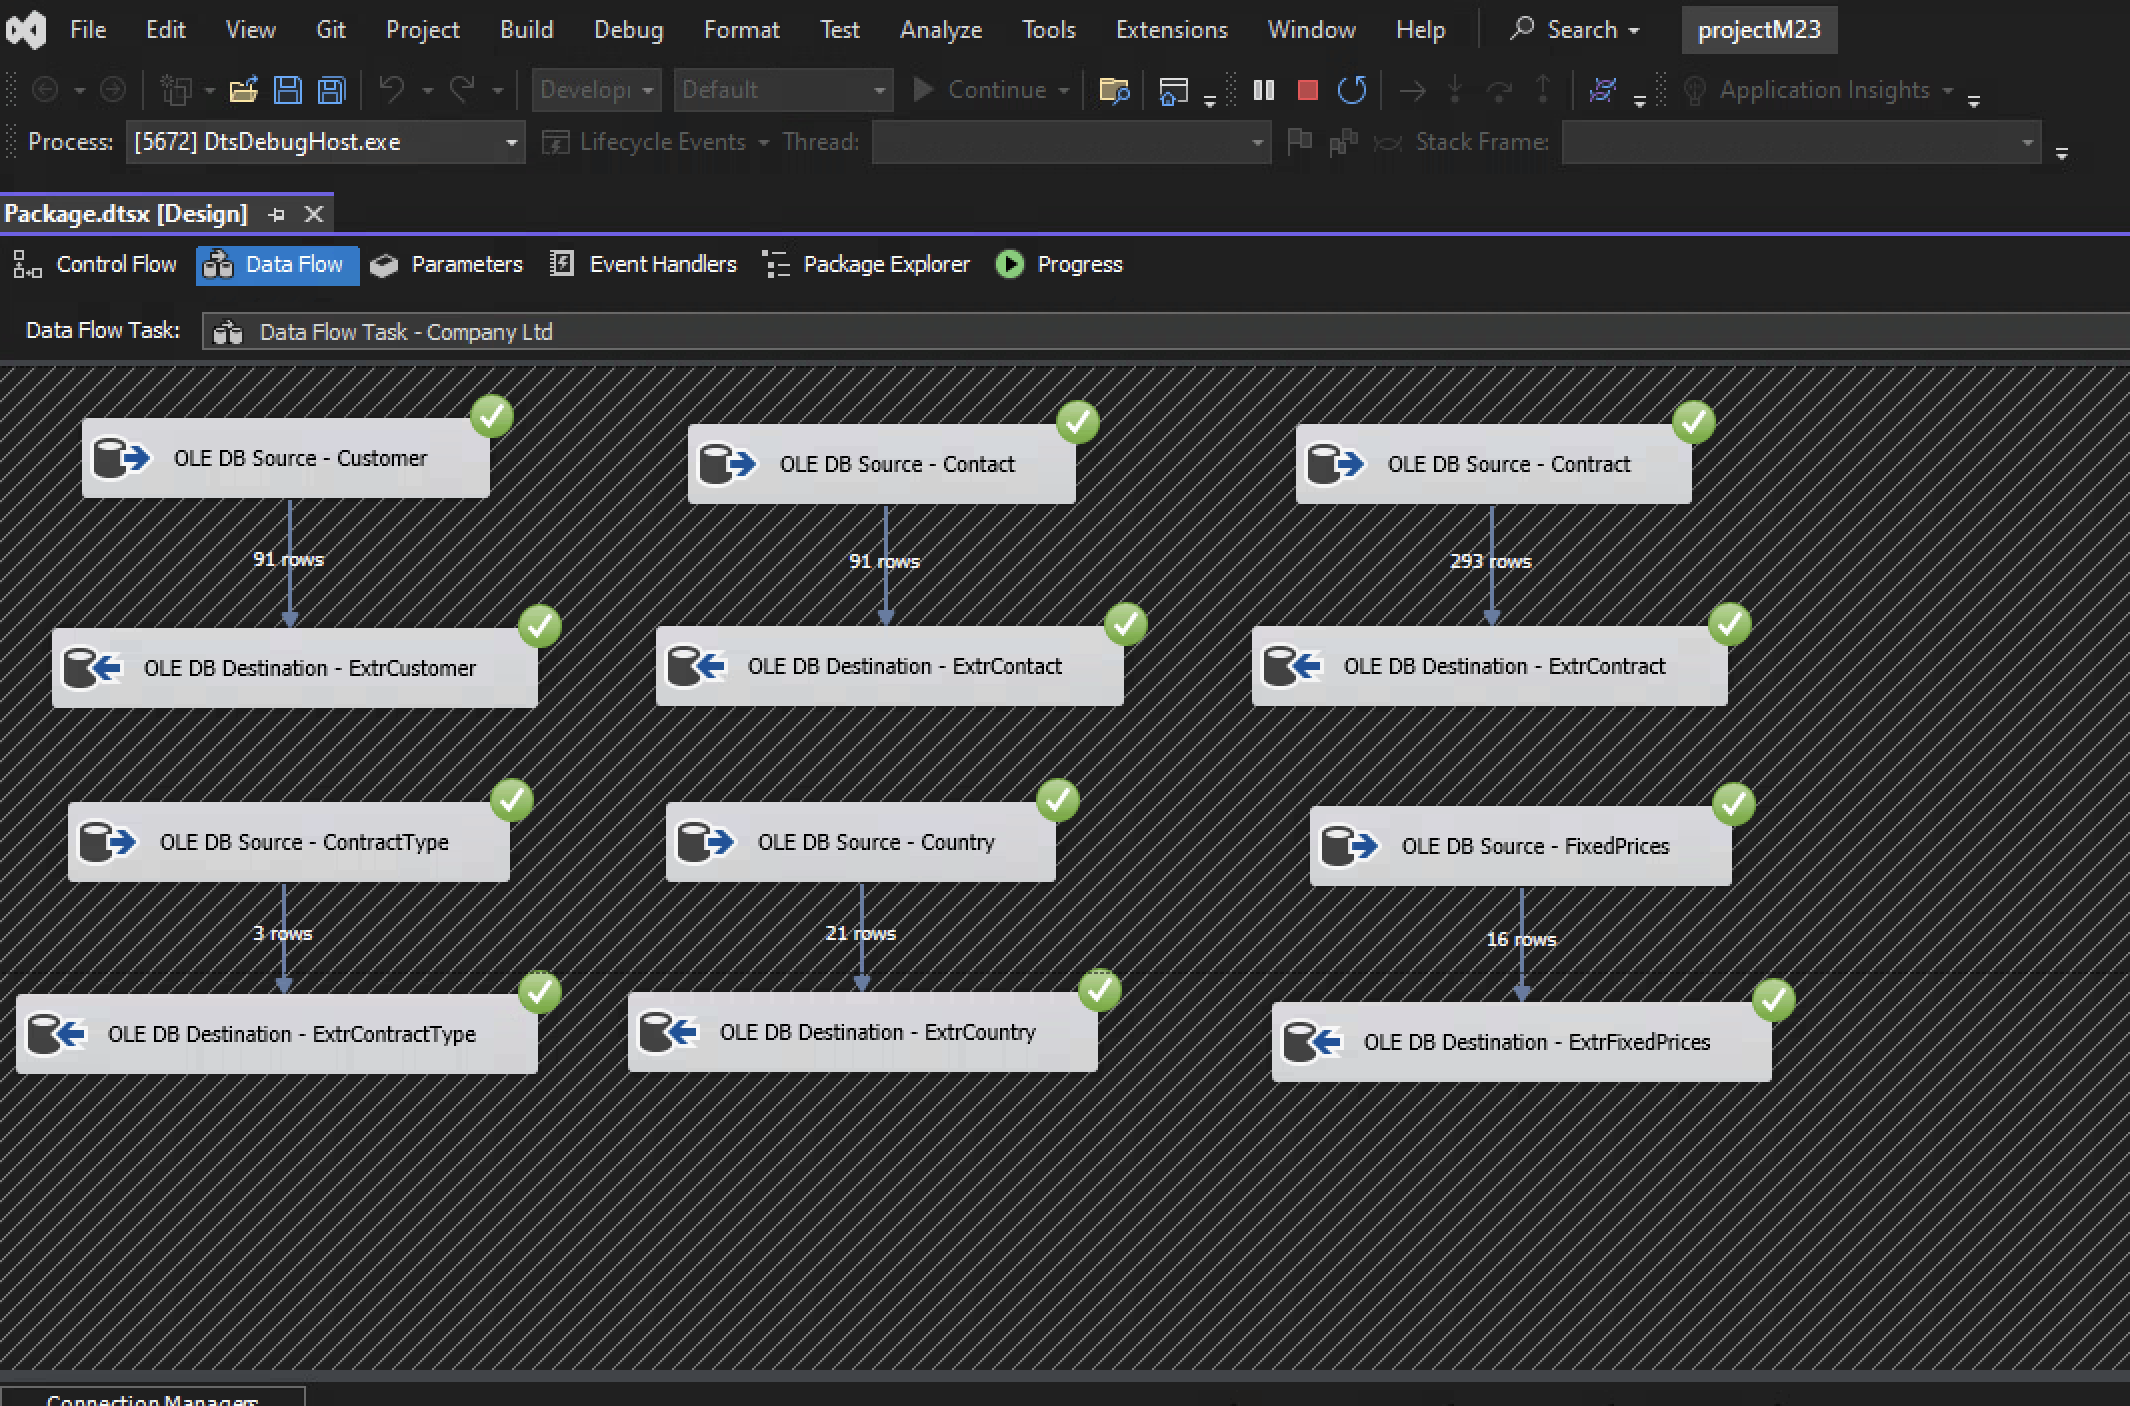 File Edit View Git Project Build Debug Format Test Analyze Tools Extensions Window Help Search projectM23
Develop Default Continue Application Insights
Process: [5672] DtsDebugHost.exe Lifecycle Events Thread: Stack Frame:
Package.dtsx [Design]
Control Flow Data Flow Parameters Event Handlers Package Explorer Progress
Data Flow Task: Data Flow Task - Company Ltd
OLE DB Source - Customer
OLE DB Source - Contact
OLE DB Source - Contract
91 rows
91 rows
293 rows
OLE DB Destination - ExtrCustomer
OLE DB Destination - ExtrContact
OLE DB Destination - ExtrContract
OLE DB Source - ContractType
OLE DB Source - Country
OLE DB Source - FixedPrices
3 rows
21 rows
16 rows
OLE DB Destination - ExtrContractType
OLE DB Destination - ExtrCountry
OLE DB Destination - ExtrFixedPrices
Connection Managers